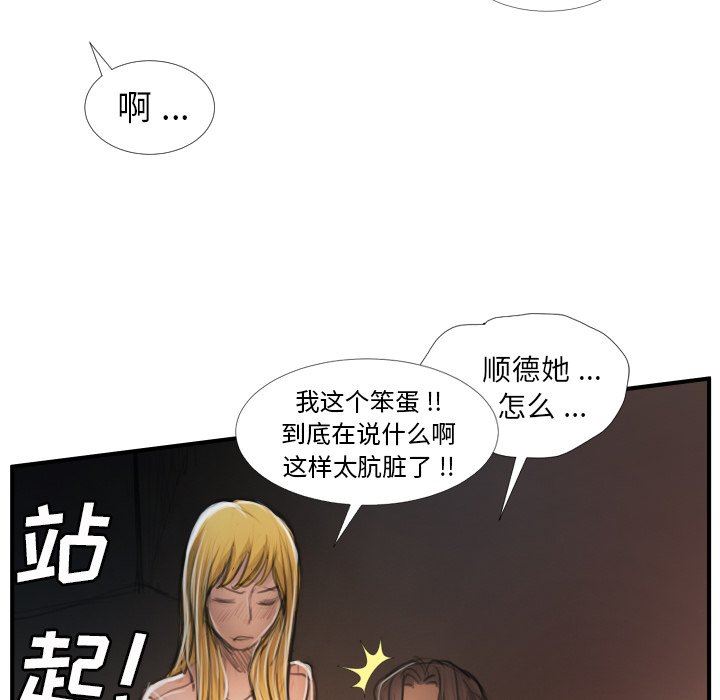 啊 ...
顺德她 ...
怎么 ...
我这个笨蛋 !!
到底在说什么啊
这样太肮脏了 !!
站
起!